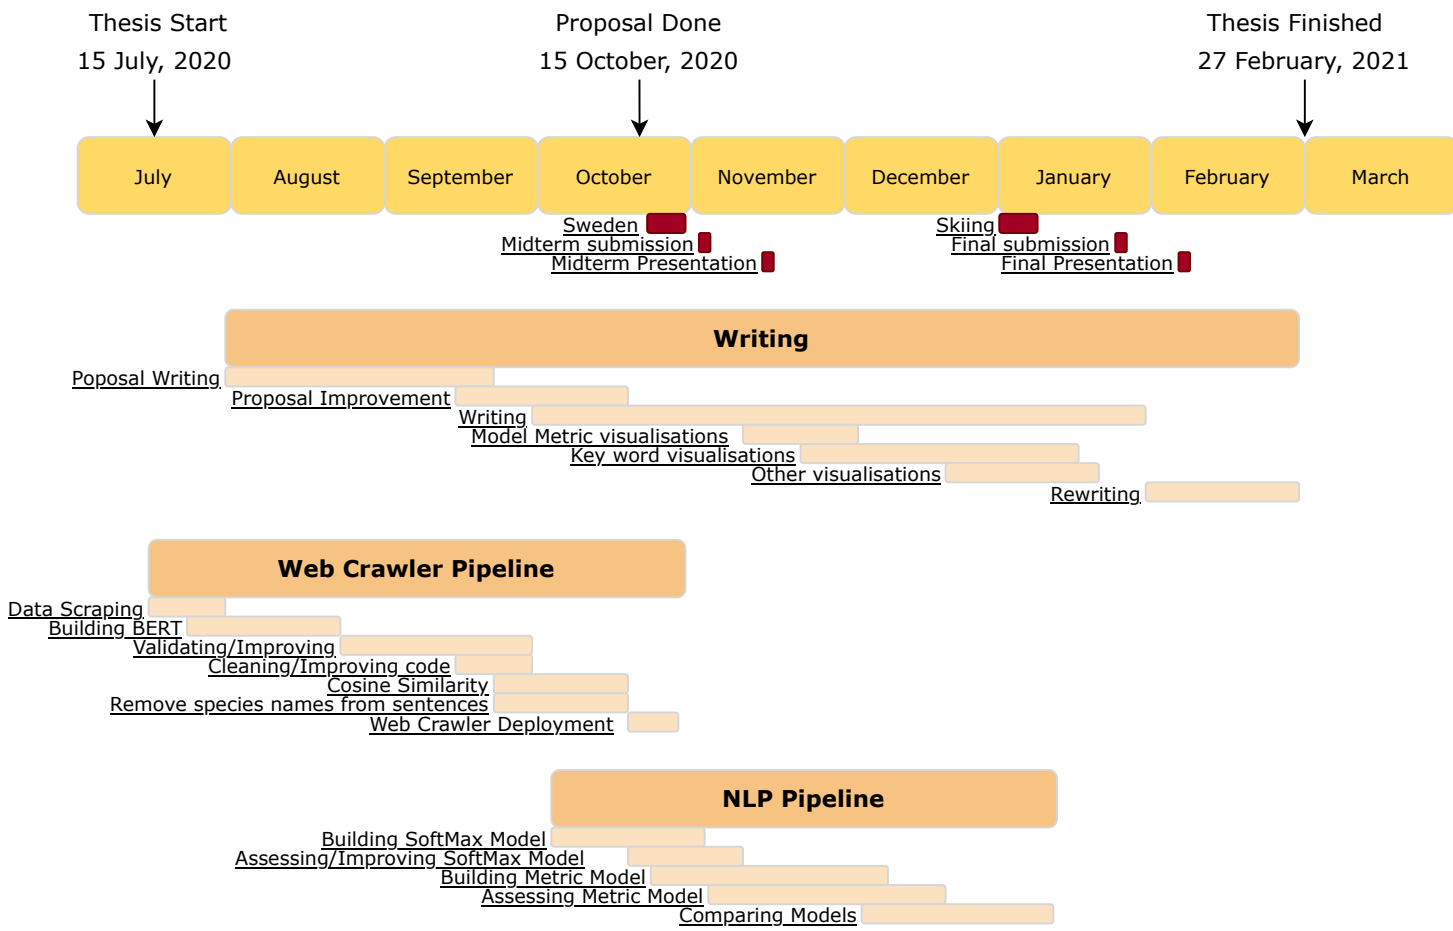 Thesis Start
15 July, 2020
Proposal Done
15 October, 2020
Thesis Finished
27 February, 2021
July
August
September
October
November
December
January
February
March
Sweden
Skiing
Midterm submission
Final submission
Midterm Presentation
Final Presentation
Writing
Poposal Writing
Proposal Improvement
Writing
Model Metric visualisations
Key word visualisations
Other visualisations
Rewriting
Web Crawler Pipeline
Data Scraping
Building BERT
Validating/Improving
Cleaning/Improving code
Cosine Similarity
Remove species names from sentences
Web Crawler Deployment
NLP Pipeline
Building SoftMax Model
Assessing/Improving SoftMax Model
Building Metric Model
Assessing Metric Model
Comparing Models